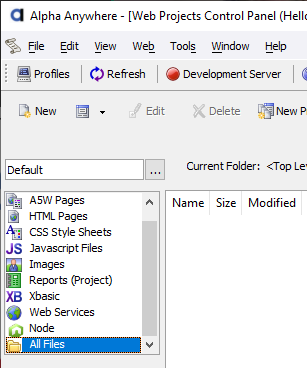 Alpha Anywhere - [Web Projects Control Panel (Hello
File Edit View Web Tools Window Help
Profiles Refresh Development Server
New Edit Delete New P
Default ... Current Folder: <Top Lev
Name Size Modified
A5W Pages
HTML Pages
CSS Style Sheets
JS Javascript Files
Images
Reports (Project)
XB Xbasic
Web Services
Node
All Files